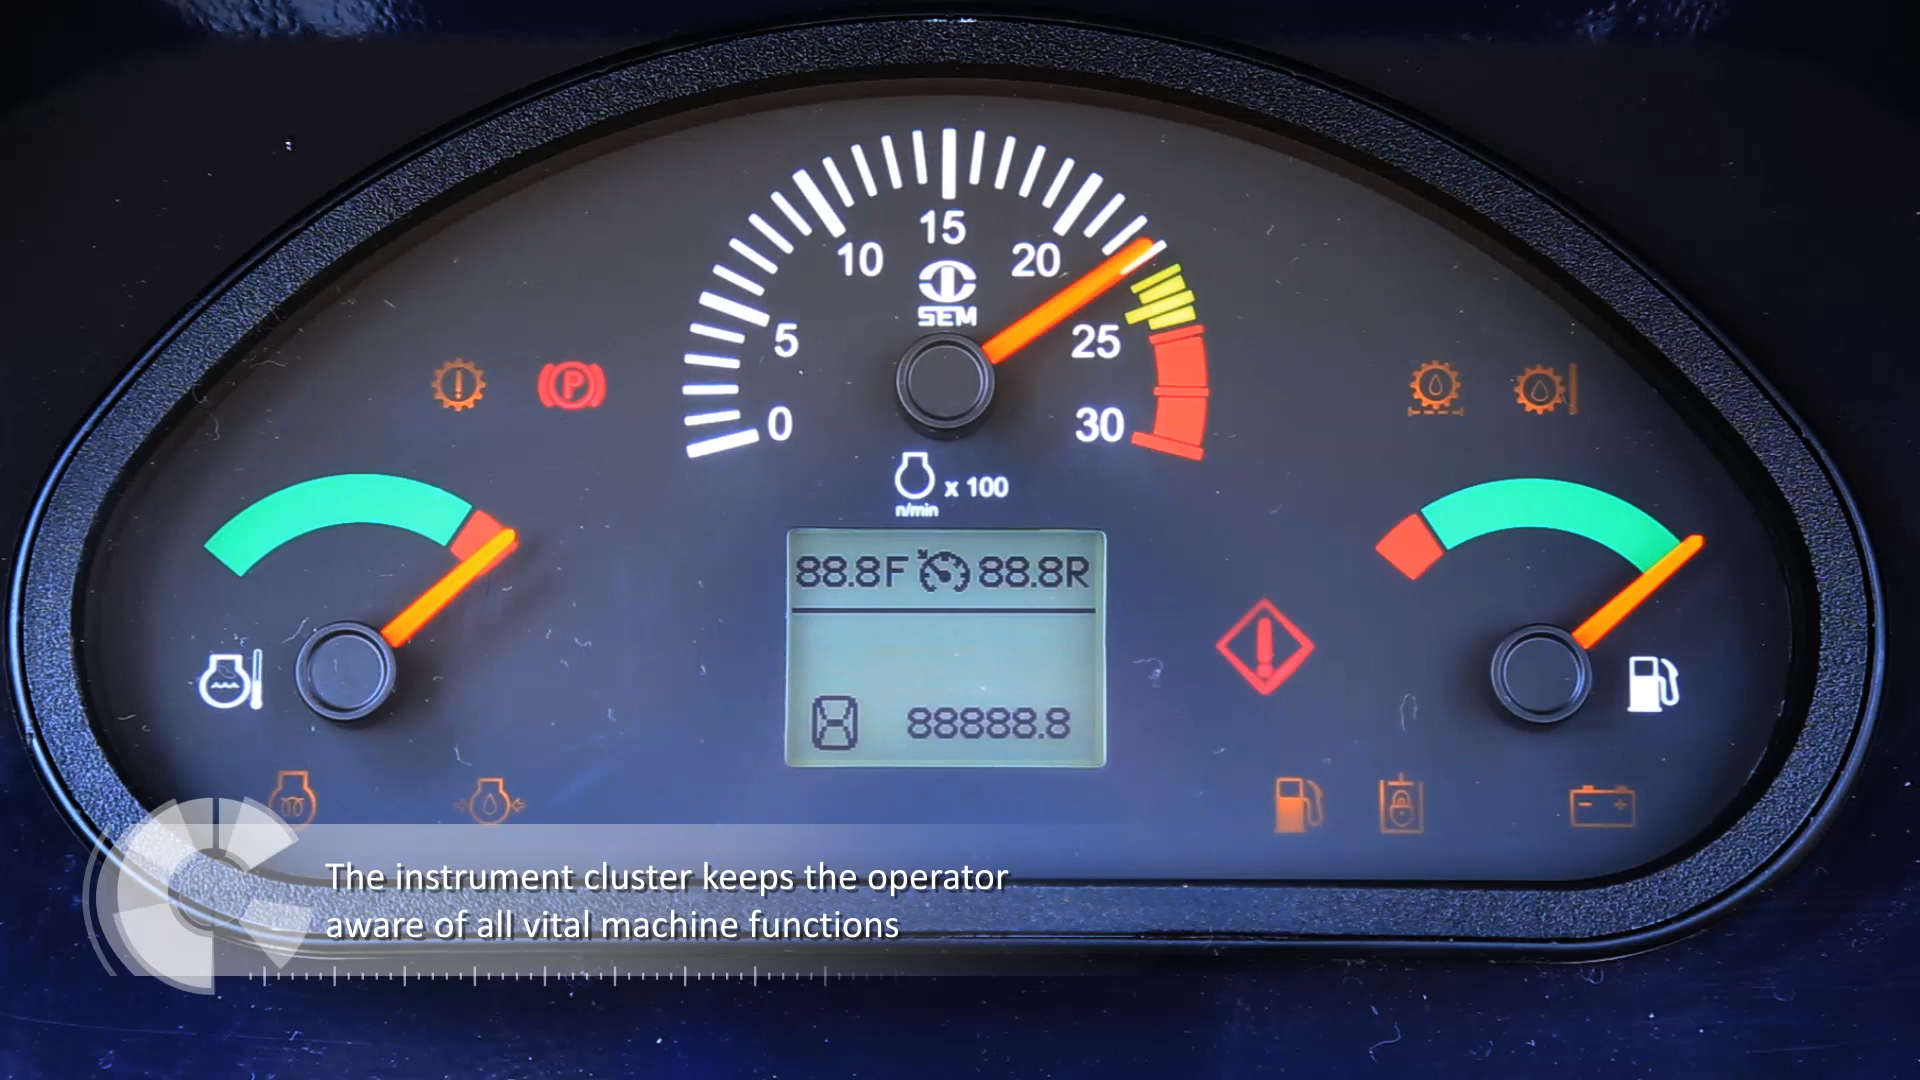 15
10
20
SEM
5
25
0
30
x 100
n/min
P
88.8F 88.8R
88888.8
The instrument cluster keeps the operator
aware of all vital machine functions